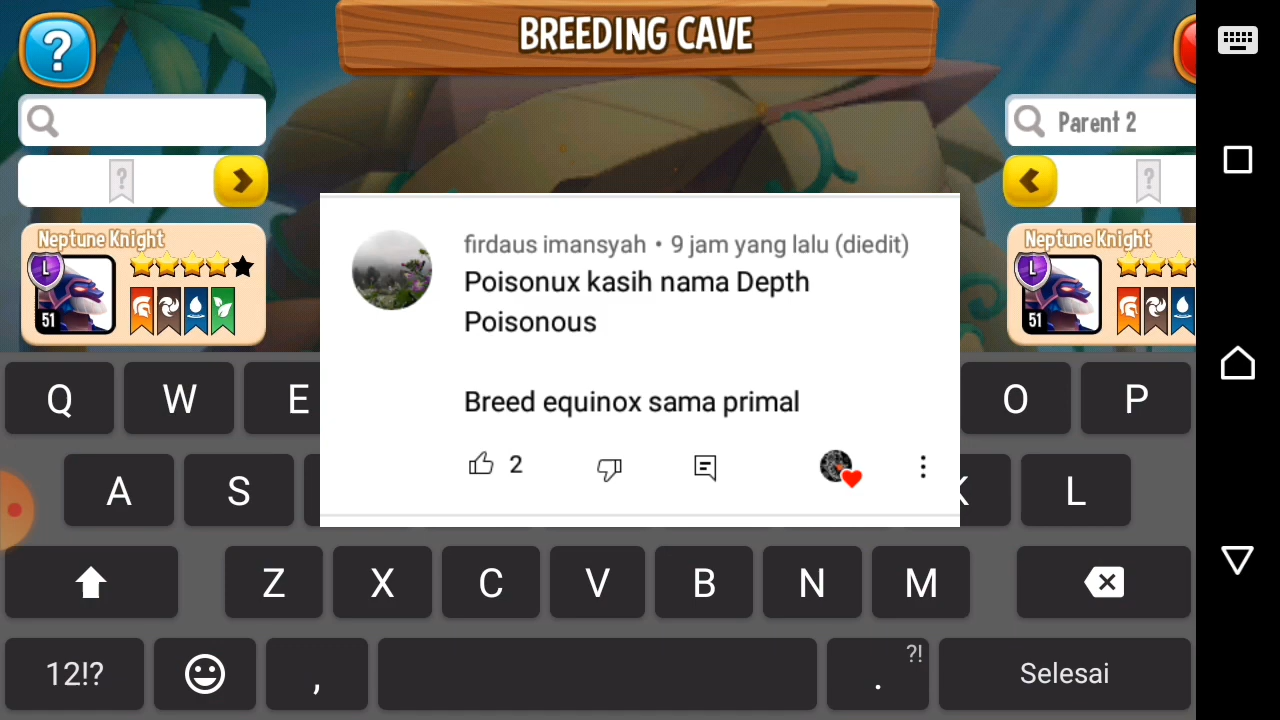 BREEDING CAVE
?
Parent 2
?
?
Neptune Knight
L
51
Neptune Knight
L
51
firdaus imansyah • 9 jam yang lalu (diedit)
Poisonux kasih nama Depth
Poisonous
Breed equinox sama primal
2
Q W E O P
A S K L
Z X C V B N M
12!? , ?! . Selesai